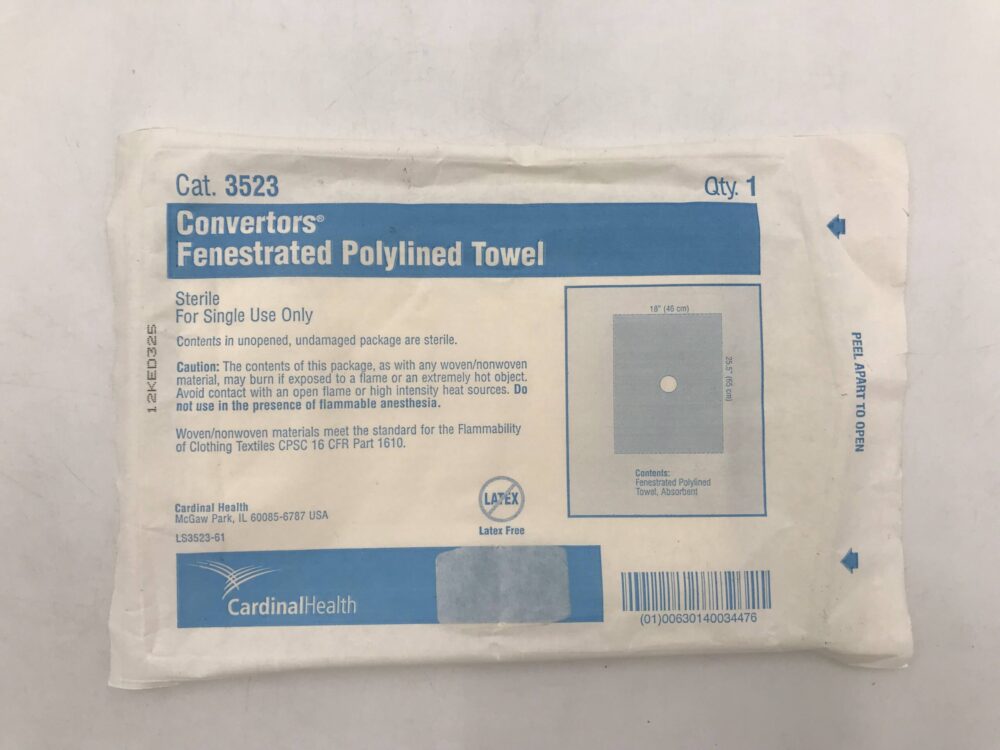 Cat. 3523
Qty. 1
Convertors®
Fenestrated Polylined Towel
Sterile
For Single Use Only
Contents in unopened, undamaged package are sterile.
Caution: The contents of this package, as with any woven/nonwoven
material, may burn if exposed to a flame or an extremely hot object.
Avoid contact with an open flame or high intensity heat sources. Do
not use in the presence of flammable anesthesia.
Woven/nonwoven materials meet the standard for the Flammability
of Clothing Textiles CPSC 16 CFR Part 1610.
Cardinal Health
McGaw Park, IL 60085-6787 USA
LS3523-61
LATEX
Latex Free
18" (46 cm)
25.5" (65 cm)
Contents:
Fenestrated Polylined
Towel, Absorbent
CardinalHealth
(01)00630140034476
12KED325
PEEL APART TO OPEN